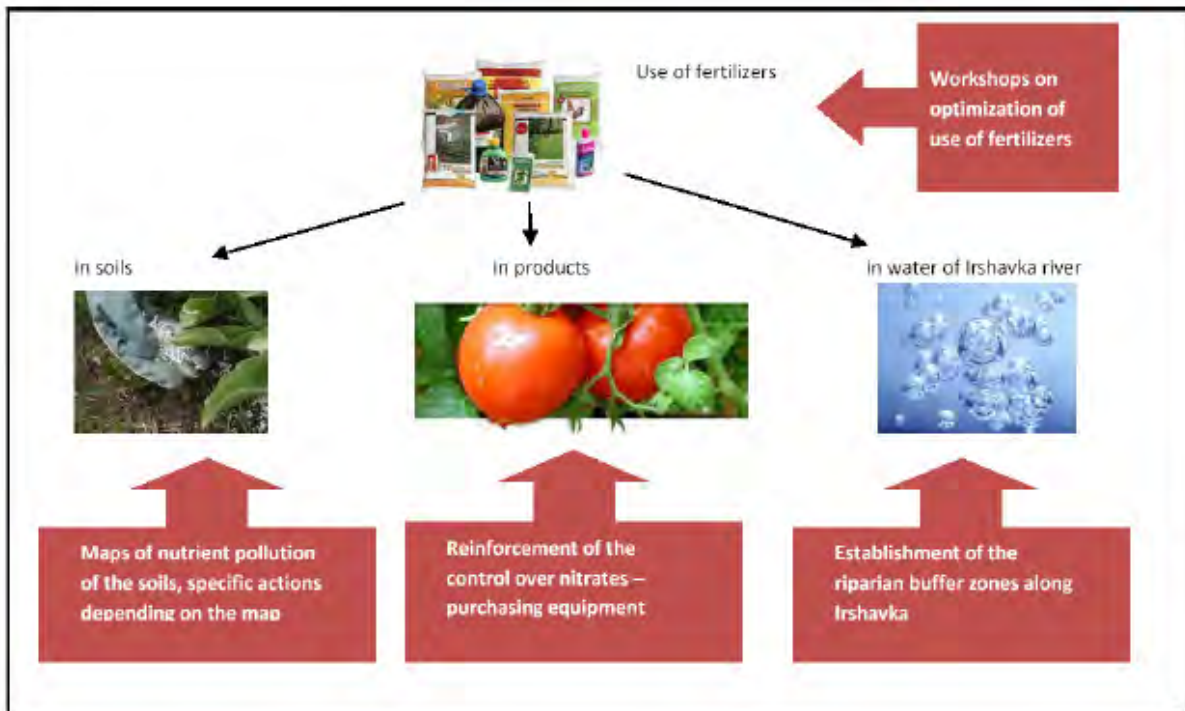 Use of fertilizers
Workshops on
optimization of
use of fertilizers
in soils
in products
in water of Irshavka river
Maps of nutrient pollution
of the soils, specific actions
depending on the map
Reinforcement of the
control over nitrates –
purchasing equipment
Establishment of the
riparian buffer zones along
Irshavka